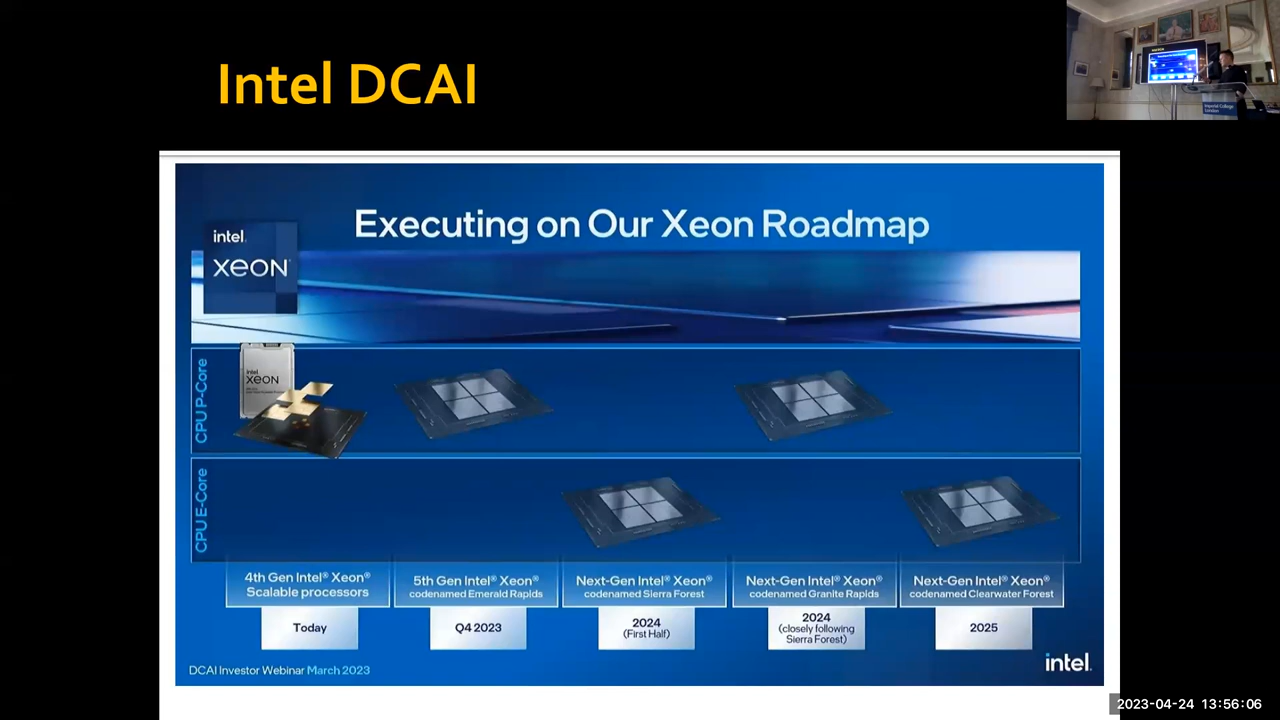 Intel DCAI
Executing on Our Xeon Roadmap
intel.
xeon
CPU P-Core
intel.
xeon
CPU E-Core
4th Gen Intel® Xeon®
Scalable processors
Today
5th Gen Intel® Xeon®
codenamed Emerald Rapids
Q4 2023
Next-Gen Intel® Xeon®
codenamed Sierra Forest
2024
(First Half)
Next-Gen Intel® Xeon®
codenamed Granite Rapids
2024
(closely following
Sierra Forest)
Next-Gen Intel® Xeon®
codenamed Clearwater Forest
2025
DCAI Investor Webinar March 2023
intel.
Imperial College
London
2023-04-24 13:56:06